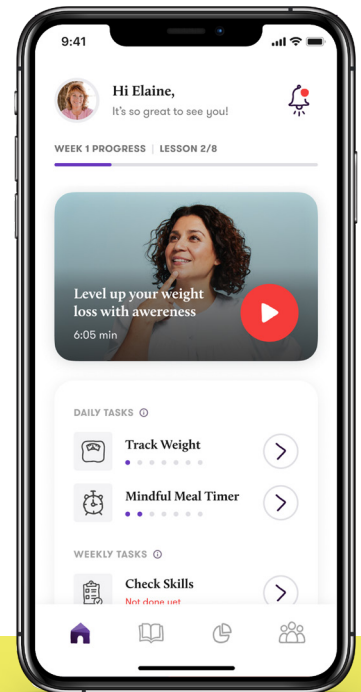 9:41
Hi Elaine,
It's so great to see you!
WEEK 1 PROGRESS | LESSON 2/8
Level up your weight
loss with awereness
6:05 min
DAILY TASKS
Track Weight
Mindful Meal Timer
WEEKLY TASKS
Check Skills
Not done yet